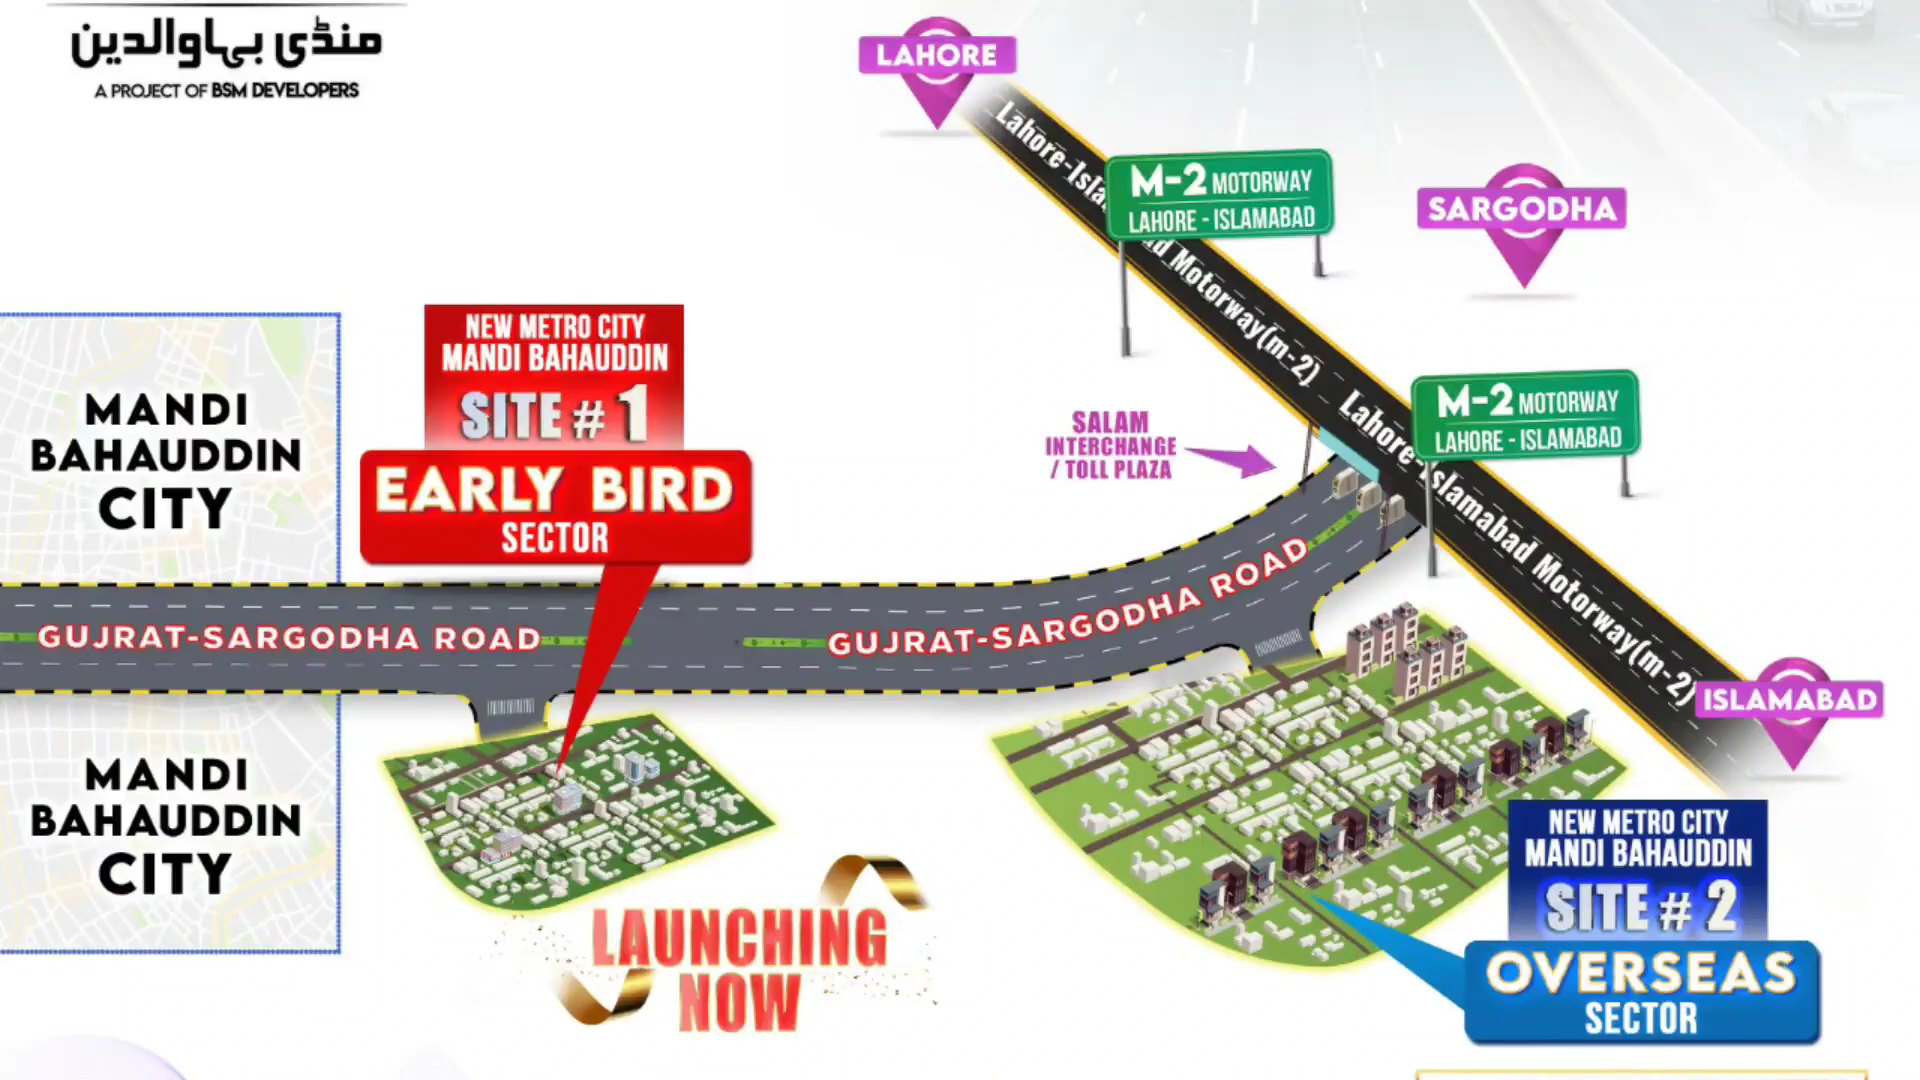 منڈی بہاوالدین
A PROJECT OF BSM DEVELOPERS
LAHORE
M-2 MOTORWAY
LAHORE - ISLAMABAD
SARGODHA
Lahore-Isla
d Motorway(m-2)
NEW METRO CITY
MANDI BAHAUDDIN
SITE # 1
EARLY BIRD
SECTOR
MANDI
BAHAUDDIN
CITY
SALAM
INTERCHANGE
/ TOLL PLAZA
M-2 MOTORWAY
LAHORE - ISLAMABAD
Lahore-Islamabad Motorway(m-2)
GUJRAT-SARGODHA ROAD
GUJRAT-SARGODHA ROAD
ISLAMABAD
MANDI
BAHAUDDIN
CITY
LAUNCHING
NOW
NEW METRO CITY
MANDI BAHAUDDIN
SITE # 2
OVERSEAS
SECTOR